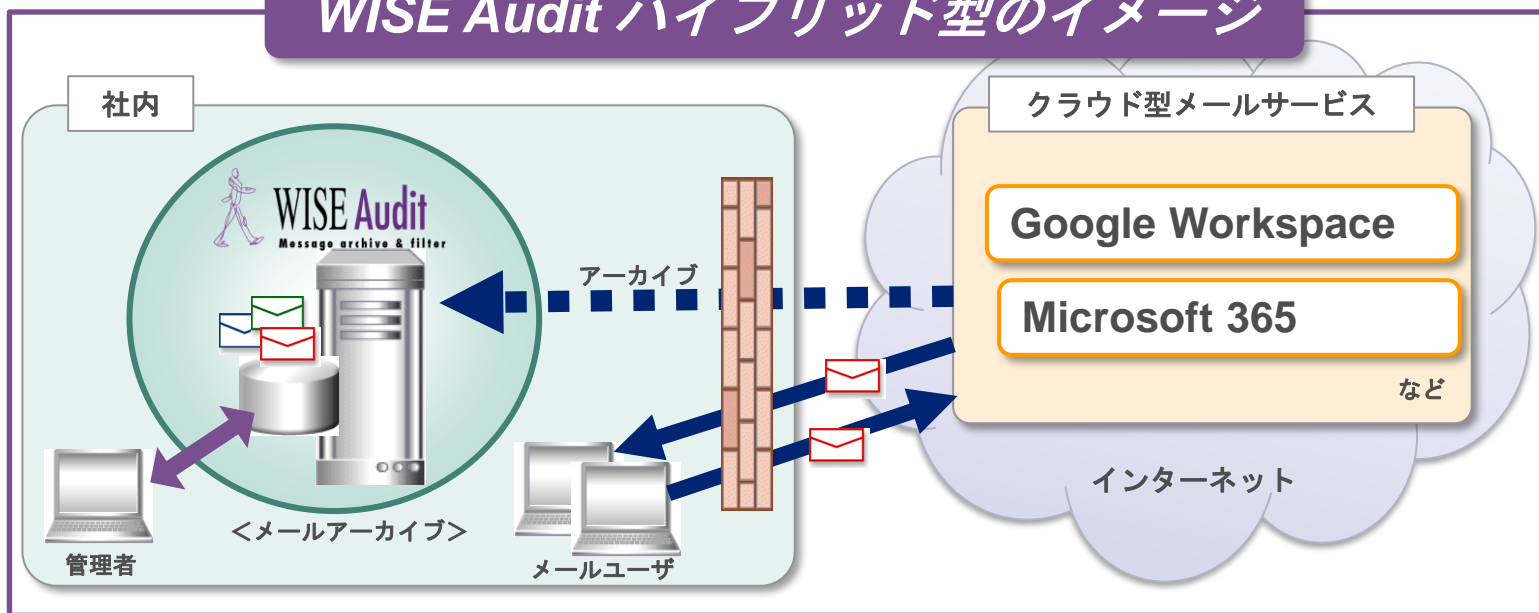 WISE Audit ハイブリッド型のイメージ
社内
クラウド型メールサービス
WISE Audit
Message archive & filter
Google Workspace
アーカイブ
Microsoft 365
など
インターネット
＜メールアーカイブ＞
管理者
メールユーザ